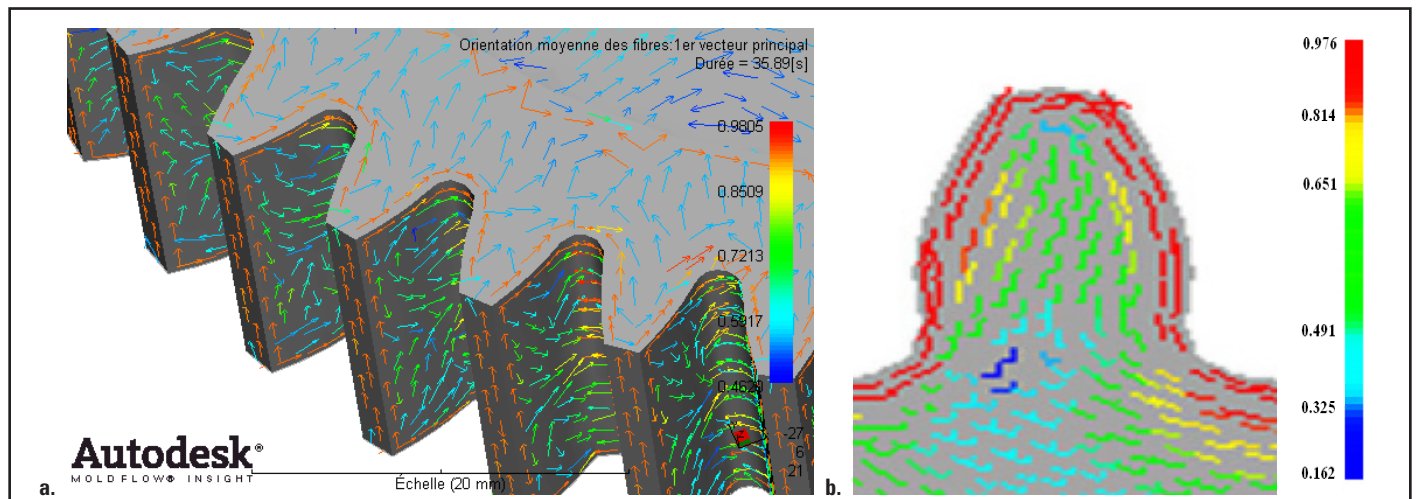 Orientation moyenne des fibres:1er vecteur principal
Durée = 35.89[s]
0.9805
0.8509
0.7213
0.5917
0.4620
-27
6
21
Autodesk®
MOLDFLOW® INSIGHT
Échelle (20 mm)
a.
0.976
0.814
0.651
0.491
0.325
0.162
b.